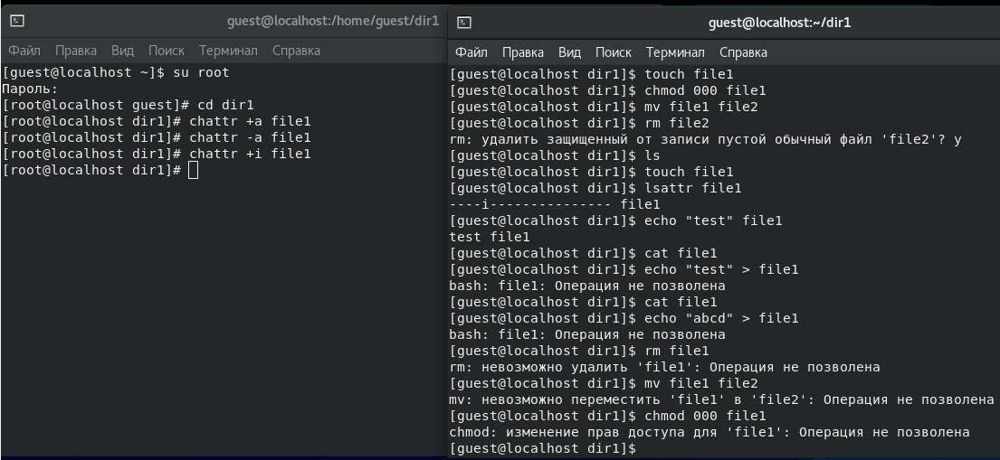 guest@localhost:/home/guest/dir1
Файл Правка Вид Поиск Терминал Справка
[guest@localhost ~]$ su root
Пароль:
[root@localhost guest]# cd dir1
[root@localhost dir1]# chattr +a file1
[root@localhost dir1]# chattr -a file1
[root@localhost dir1]# chattr +i file1
[root@localhost dir1]#
guest@localhost:~/dir1
Файл Правка Вид Поиск Терминал Справка
[guest@localhost dir1]$ touch file1
[guest@localhost dir1]$ chmod 000 file1
[guest@localhost dir1]$ mv file1 file2
[guest@localhost dir1]$ rm file2
rm: удалить защищенный от записи пустой обычный файл 'file2'? y
[guest@localhost dir1]$ ls
[guest@localhost dir1]$ touch file1
[guest@localhost dir1]$ lsattr file1
----i--------------- file1
[guest@localhost dir1]$ echo "test" file1
test file1
[guest@localhost dir1]$ cat file1
[guest@localhost dir1]$ echo "test" > file1
bash: file1: Операция не позволена
[guest@localhost dir1]$ cat file1
[guest@localhost dir1]$ echo "abcd" > file1
bash: file1: Операция не позволена
[guest@localhost dir1]$ rm file1
rm: невозможно удалить 'file1': Операция не позволена
[guest@localhost dir1]$ mv file1 file2
mv: невозможно переместить 'file1' в 'file2': Операция не позволена
[guest@localhost dir1]$ chmod 000 file1
chmod: изменение прав доступа для 'file1': Операция не позволена
[guest@localhost dir1]$